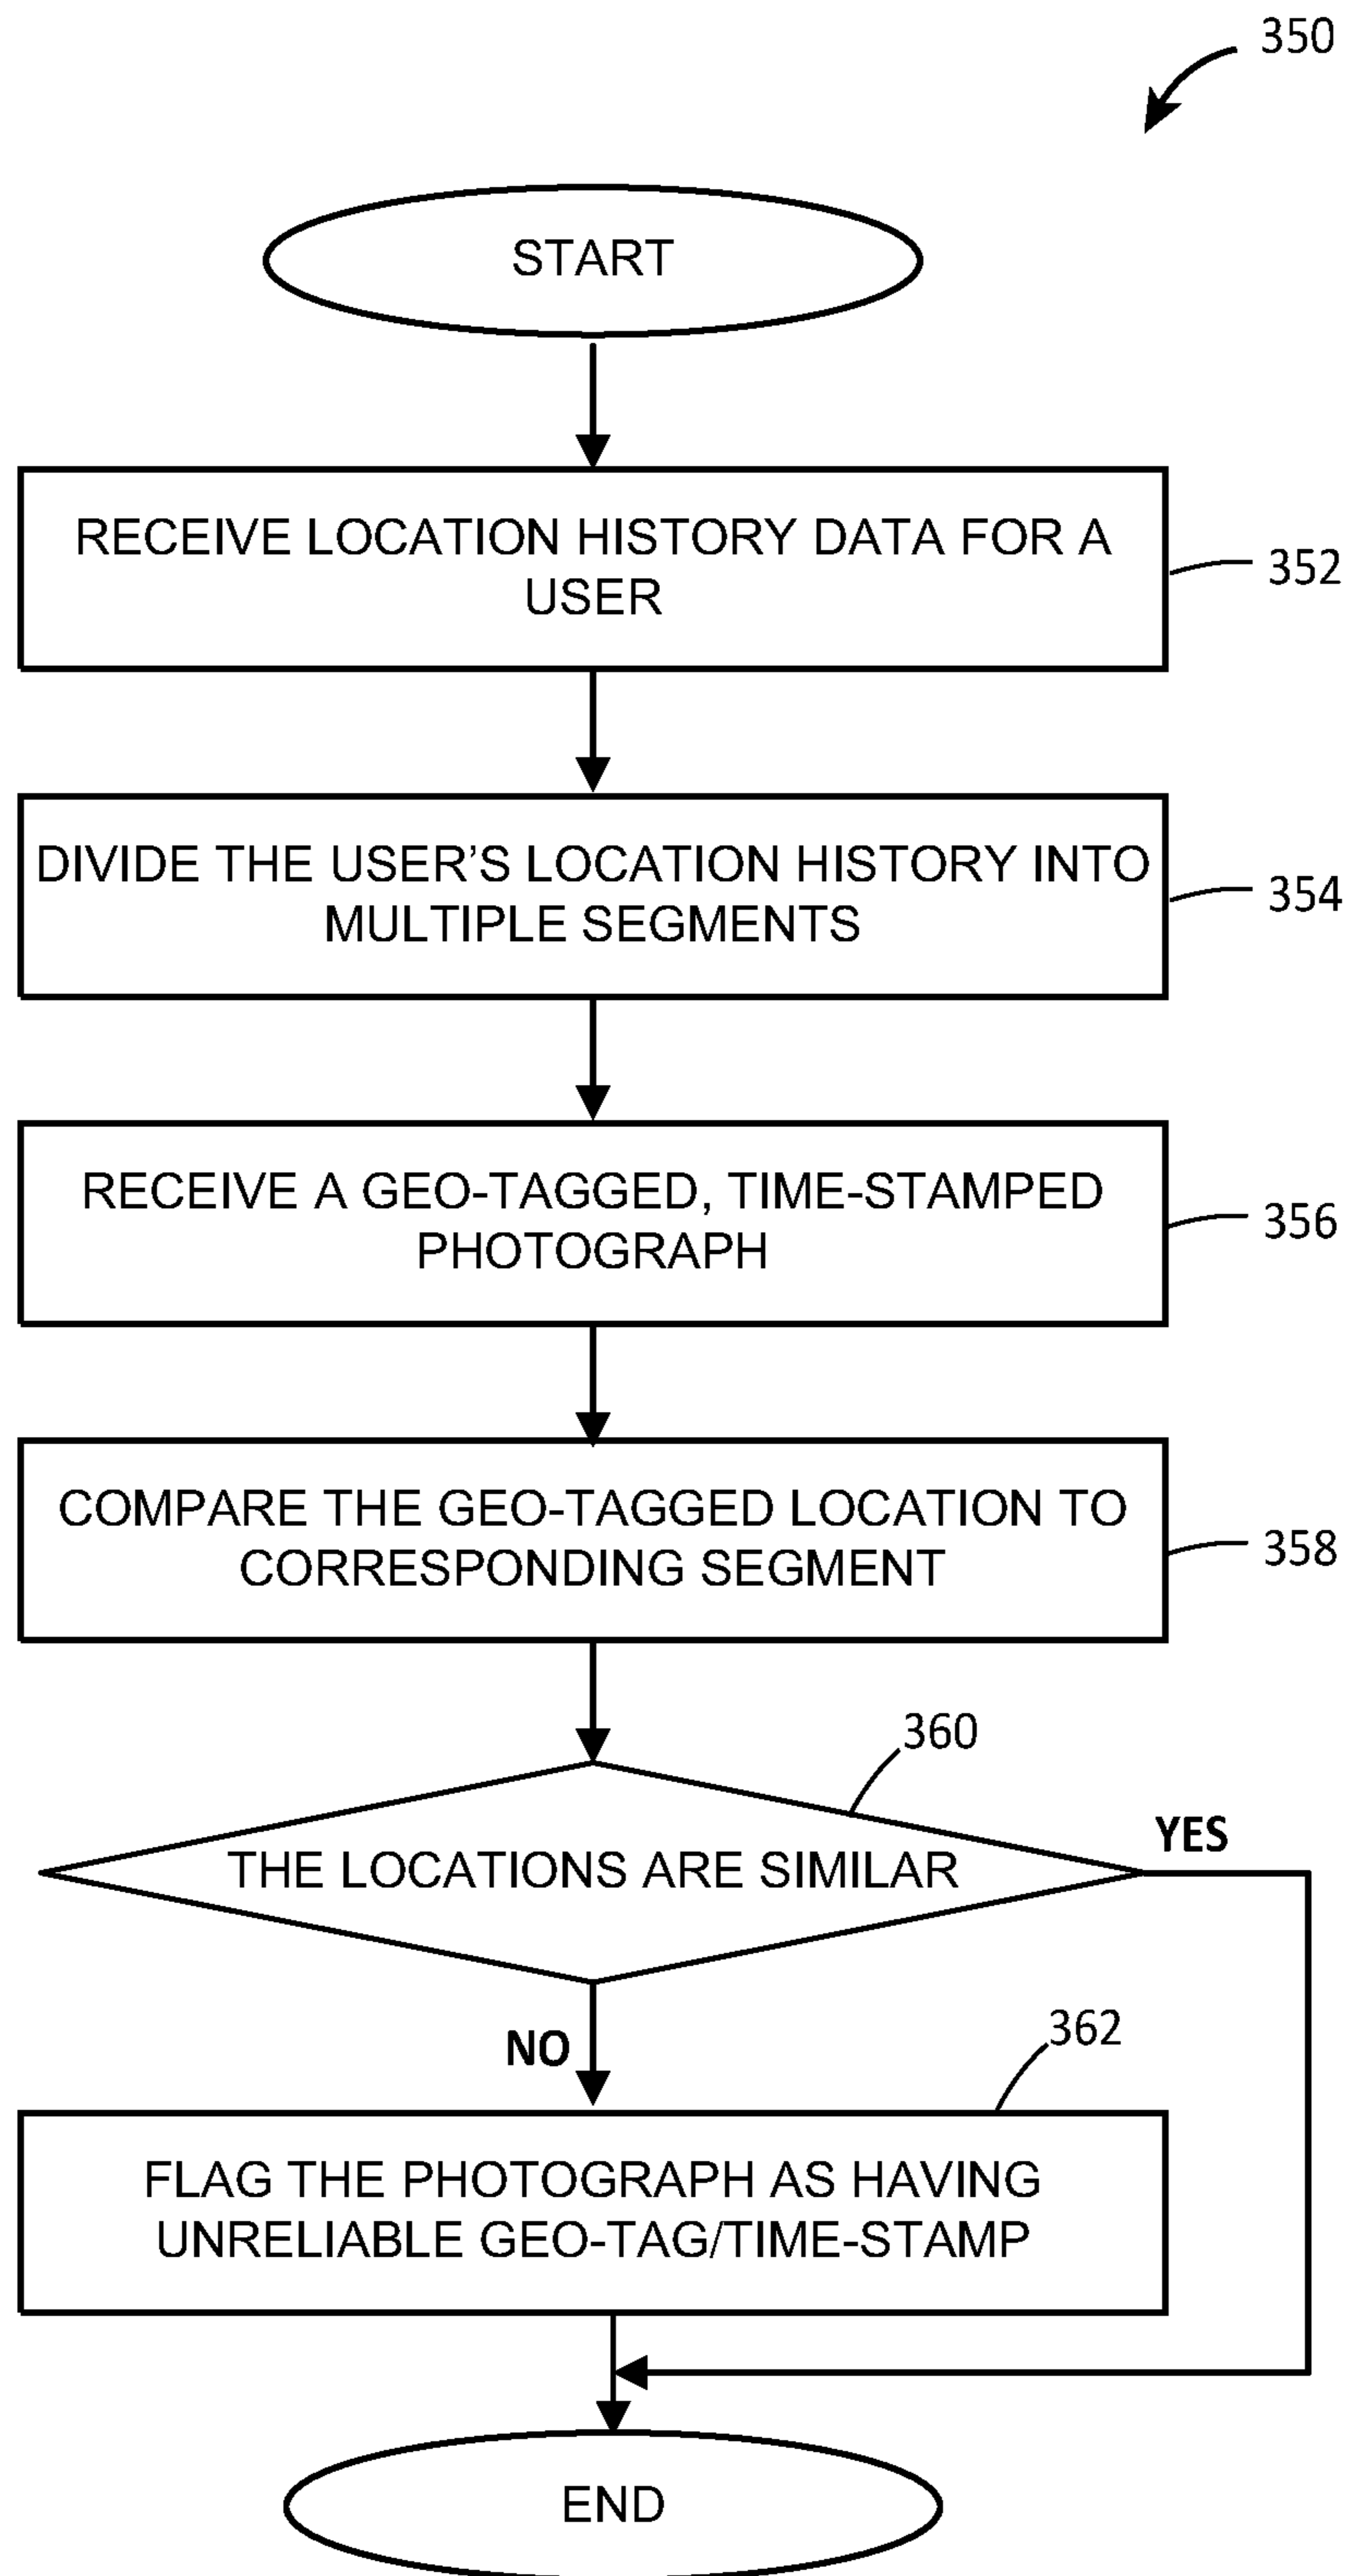 350
START
RECEIVE LOCATION HISTORY DATA FOR A
USER
352
DIVIDE THE USER’S LOCATION HISTORY INTO
MULTIPLE SEGMENTS
354
RECEIVE A GEO-TAGGED, TIME-STAMPED
PHOTOGRAPH
356
COMPARE THE GEO-TAGGED LOCATION TO
CORRESPONDING SEGMENT
358
360
THE LOCATIONS ARE SIMILAR
YES
NO
362
FLAG THE PHOTOGRAPH AS HAVING
UNRELIABLE GEO-TAG/TIME-STAMP
END